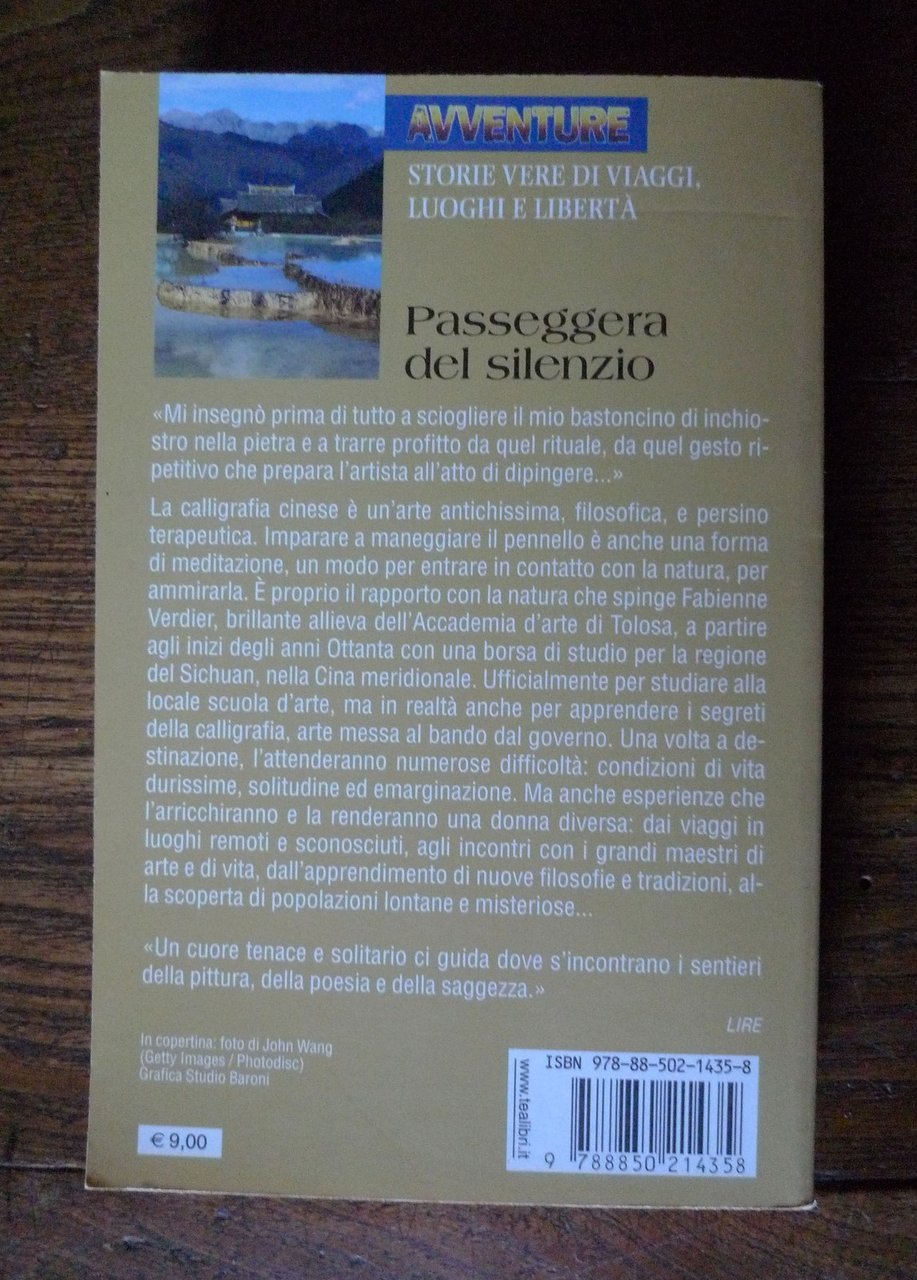 AVVENTURE
STORIE VERE DI VIAGGI,
LUOGHI E LIBERTÀ
Passeggera
del silenzio
«Mi insegnò prima di tutto a sciogliere il mio bastoncino di inchio-
stro nella pietra e a trarre profitto da quel rituale, da quel gesto ri-
petitivo che prepara l'artista all'atto di dipingere...»
La calligrafia cinese è un'arte antichissima, filosofica, e persino
terapeutica. Imparare a maneggiare il pennello è anche una forma
di meditazione, un modo per entrare in contatto con la natura, per
ammirarla. È proprio il rapporto con la natura che spinge Fabienne
Verdier, brillante allieva dell'Accademia d'arte di Tolosa, a partire
agli inizi degli anni Ottanta con una borsa di studio per la regione
del Sichuan, nella Cina meridionale. Ufficialmente per studiare alla
locale scuola d'arte, ma in realtà anche per apprendere i segreti
della calligrafia, arte messa al bando dal governo. Una volta a de-
stinazione, l'attenderanno numerose difficoltà: condizioni di vita
durissime, solitudine ed emarginazione. Ma anche esperienze che
l'arricchiranno e la renderanno una donna diversa: dai viaggi in
luoghi remoti e sconosciuti, agli incontri con i grandi maestri di
arte e di vita, dall'apprendimento di nuove filosofie e tradizioni, al-
la scoperta di popolazioni lontane e misteriose...
«Un cuore tenace e solitario ci guida dove s'incontrano i sentieri
della pittura, della poesia e della saggezza.»
LIRE
In copertina: foto di John Wang
(Getty Images / Photodisc)
Grafica Studio Baroni
€ 9,00
www.tealibri.it
ISBN 978-88-502-1435-8
9 788850 214358